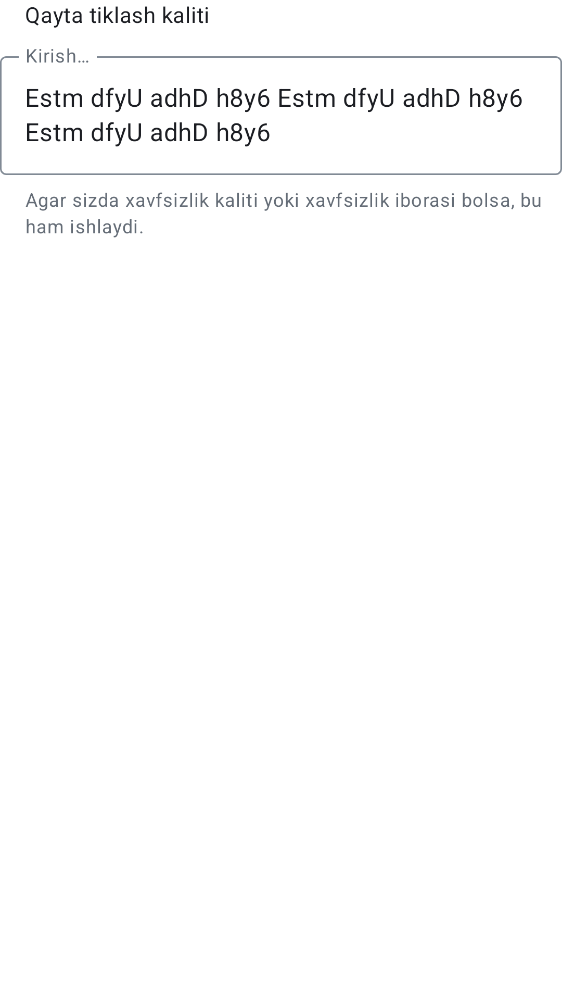 Qayta tiklash kaliti
Kirish…
Estm dfyU adhD h8y6 Estm dfyU adhD h8y6
Estm dfyU adhD h8y6
Agar sizda xavfsizlik kaliti yoki xavfsizlik iborasi bolsa, bu
ham ishlaydi.